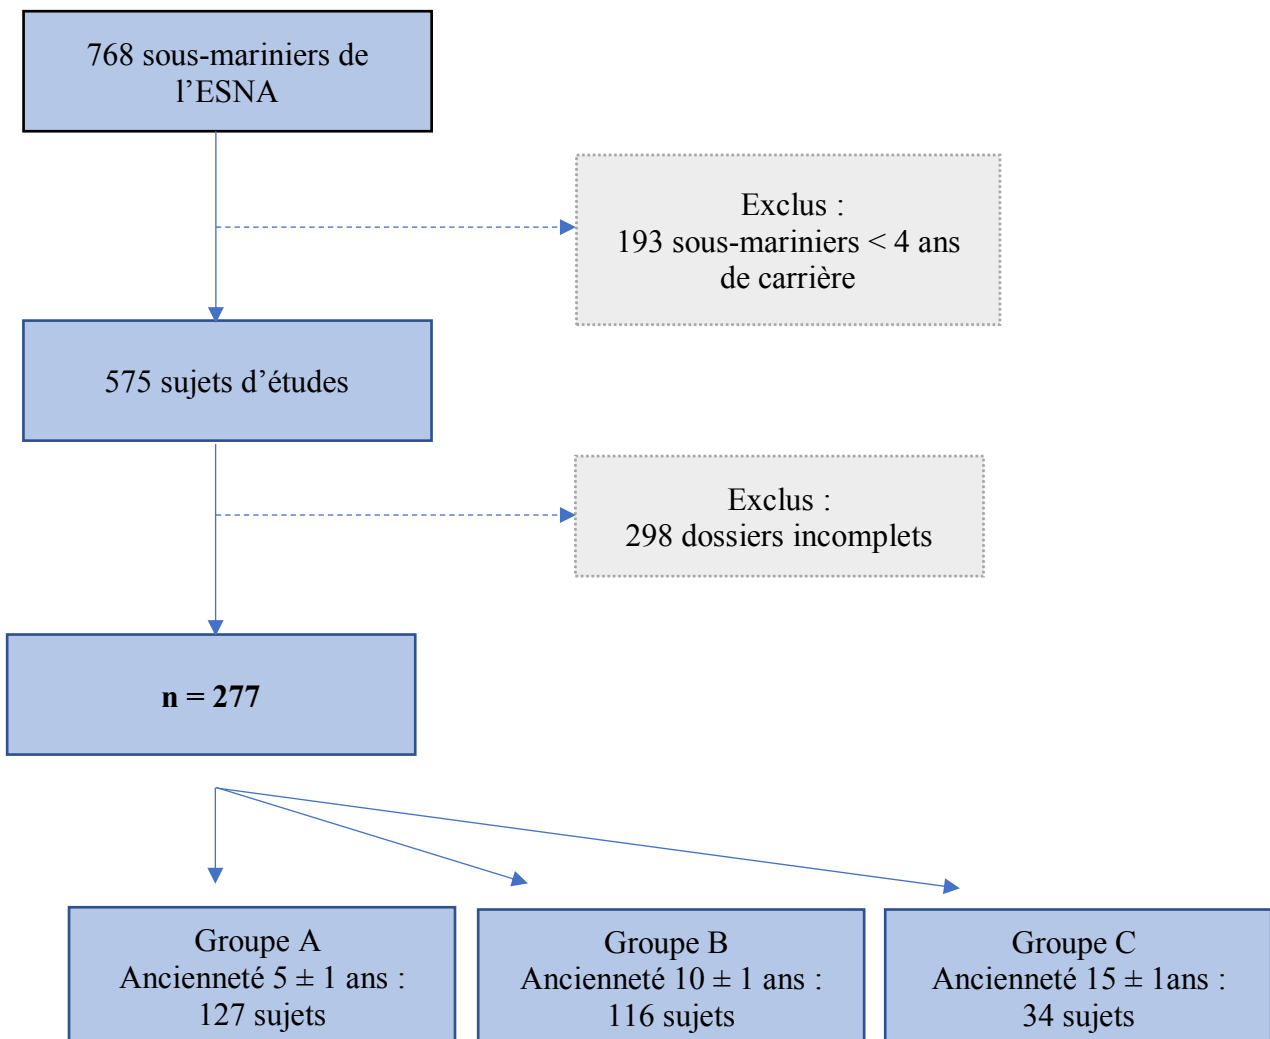 768 sous-mariniers de
l’ESNA
Exclus :
193 sous-mariniers < 4 ans
de carrière
575 sujets d’études
Exclus :
298 dossiers incomplets
n = 277
Groupe A
Ancienneté 5 ± 1 ans :
127 sujets
Groupe B
Ancienneté 10 ± 1 ans :
116 sujets
Groupe C
Ancienneté 15 ± 1ans :
34 sujets